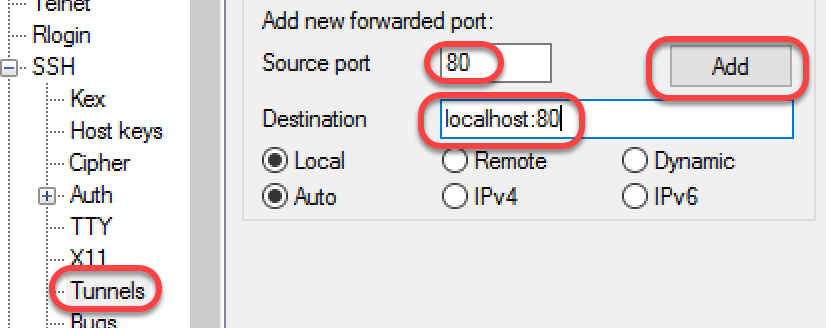 Telnet
Rlogin
SSH
Kex
Host keys
Cipher
Auth
TTY
X11
Tunnels
Bugs
Add new forwarded port:
Source port 80 Add
Destination localhost:80
Local Remote Dynamic
Auto IPv4 IPv6